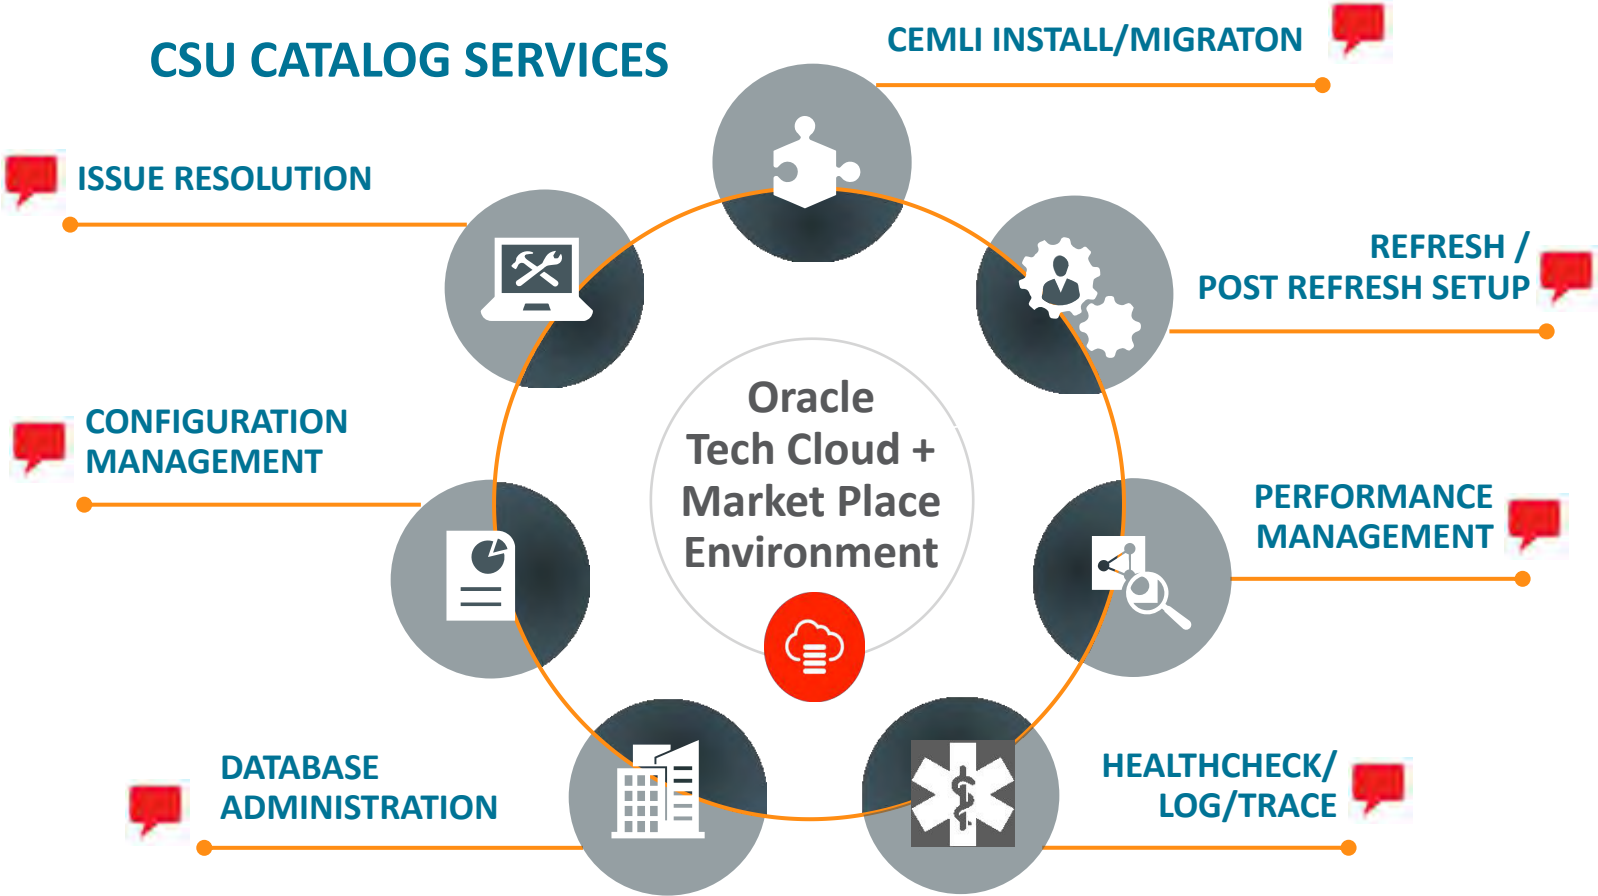 CSU CATALOG SERVICES
CEMLI INSTALL/MIGRATON
ISSUE RESOLUTION
REFRESH /
POST REFRESH SETUP
CONFIGURATION
MANAGEMENT
Oracle
Tech Cloud +
Market Place
Environment
PERFORMANCE
MANAGEMENT
DATABASE
ADMINISTRATION
HEALTHCHECK/
LOG/TRACE